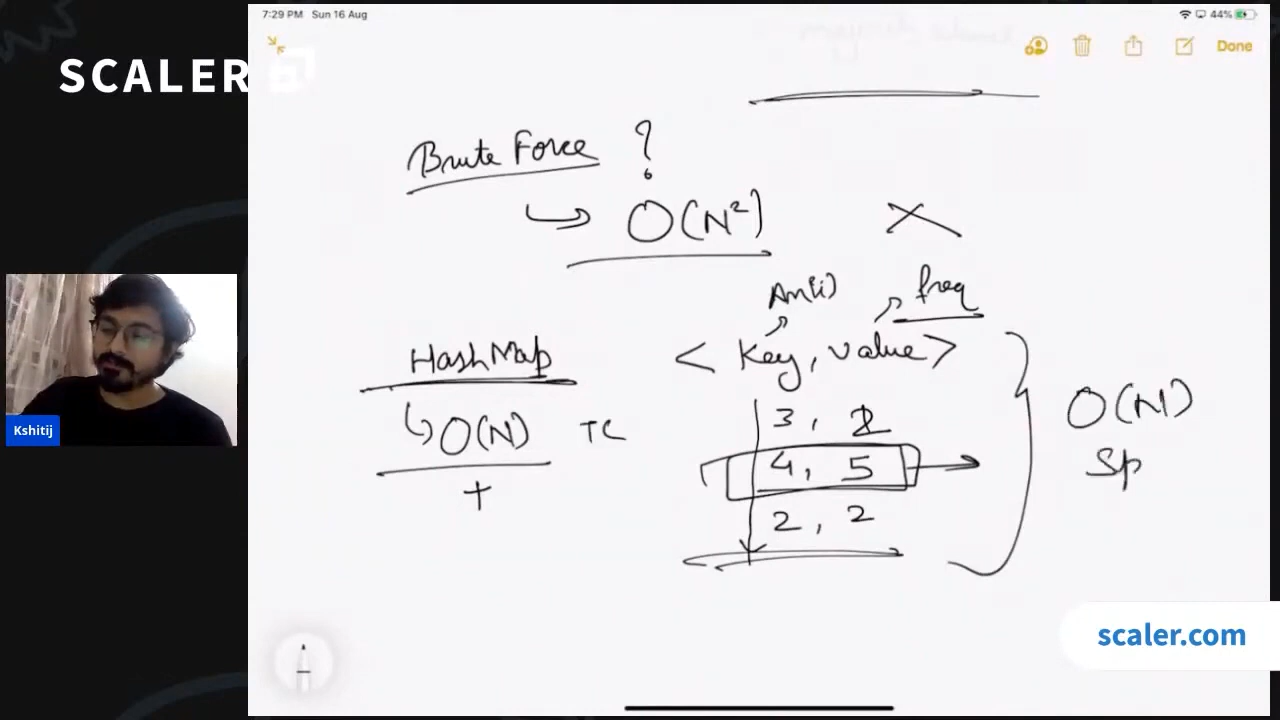 7:29 PM Sun 16 Aug
44%
Done
SCALER
Brute Force ?
O(N²)
Arr(i)
freq
HashMap
< Key, value >
O(N) TC
3, 2
O(N)
4, 5
Sp
+
2, 2
Kshitij
scaler.com